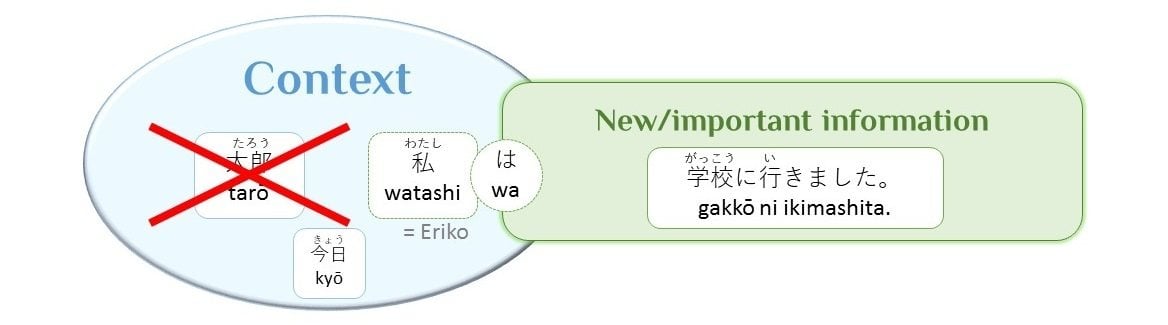 Context
New/important information
たろう
太郎
tarō
わたし
私
watashi
= Eriko
は
wa
きょう
今日
kyō
がっこう い
学校に行きました。
gakkō ni ikimashita.